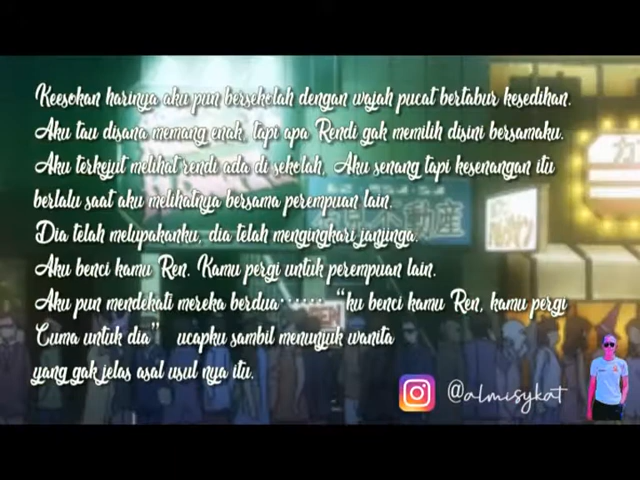 Keesokan harinya aku pun bersekolah dengan wajah pucat bertabur kesedihan.
Aku tau disana memang enak, tapi apa Rendi gak memilih disini bersamaku.
Aku terkejut melihat rendi ada di sekolah, Aku senang tapi kesenangan itu
berlalu saat aku melihatnya bersama perempuan lain.
Dia telah melupakanku, dia telah mengingkari janjinga.
Aku benci kamu Ren. Kamu pergi untuk perempuan lain.
Aku pun mendekati mereka berdua……… “ku benci kamu Ren, kamu pergi
Cuma untuk dia” ucapku sambil menunjuk wanita
yang gak jelas asal usul nya itu.
不動産
@almisykat